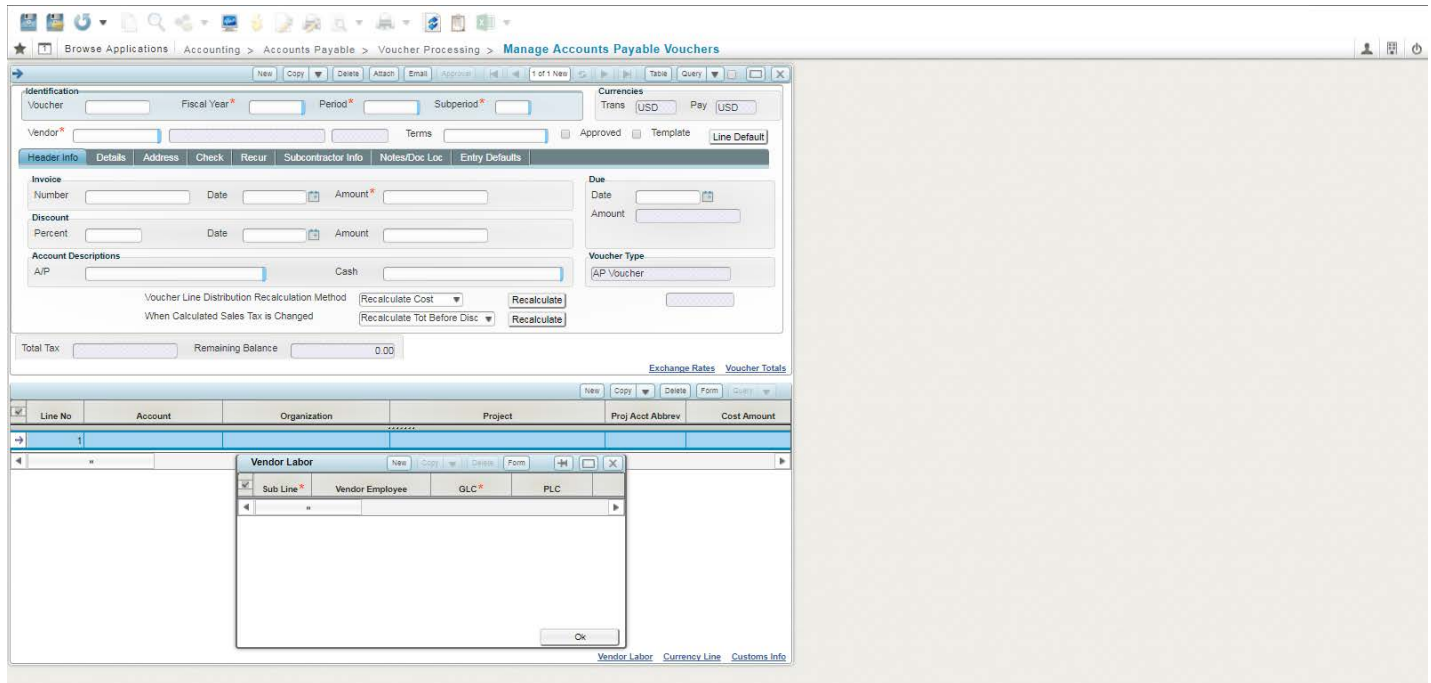 Browse Applications Accounting > Accounts Payable > Voucher Processing > Manage Accounts Payable Vouchers
New Copy Delete Attach Email Approve 1 of 1 New Table Query
Identification Currencies
Voucher Fiscal Year* Period* Subperiod* Trans USD Pay USD
Vendor* Terms Approved Template Line Default
Header Info Details Address Check Recur Subcontractor Info Notes/Doc Loc Entry Defaults
Invoice Due
Number Date Amount* Date
Discount Amount
Percent Date Amount
Account Descriptions Voucher Type
A/P Cash AP Voucher
Voucher Line Distribution Recalculation Method Recalculate Cost Recalculate
When Calculated Sales Tax is Changed Recalculate Tot Before Disc Recalculate
Total Tax Remaining Balance 0.00
Exchange Rates Voucher Totals
New Copy Delete Form Query
Line No Account Organization Project Proj Acct Abbrev Cost Amount
1
Vendor Labor New Copy Delete Form
Sub Line* Vendor Employee GLC* PLC
Ok
Vendor Labor Currency Line Customs Info